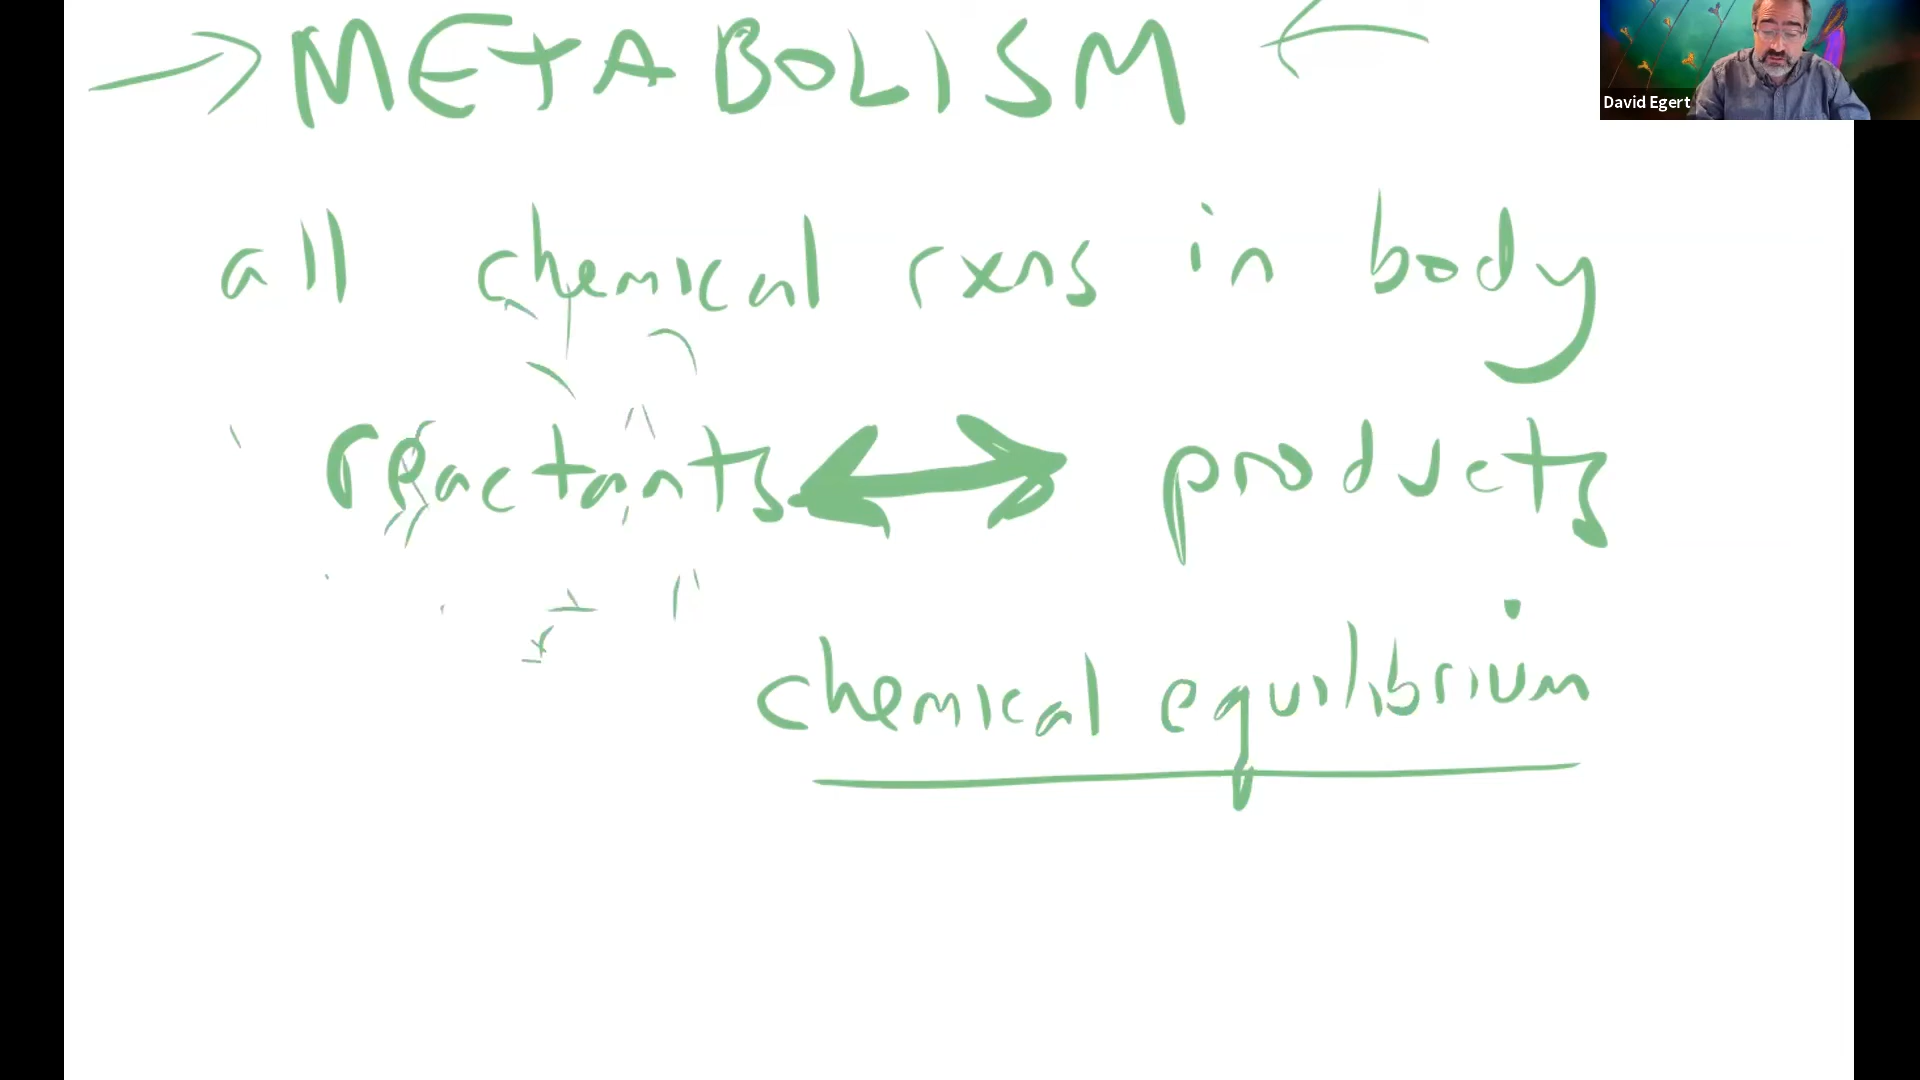 → METABOLISM ←
David Egert
all chemical rxns in body
reactants ↔ products
chemical equilibrium